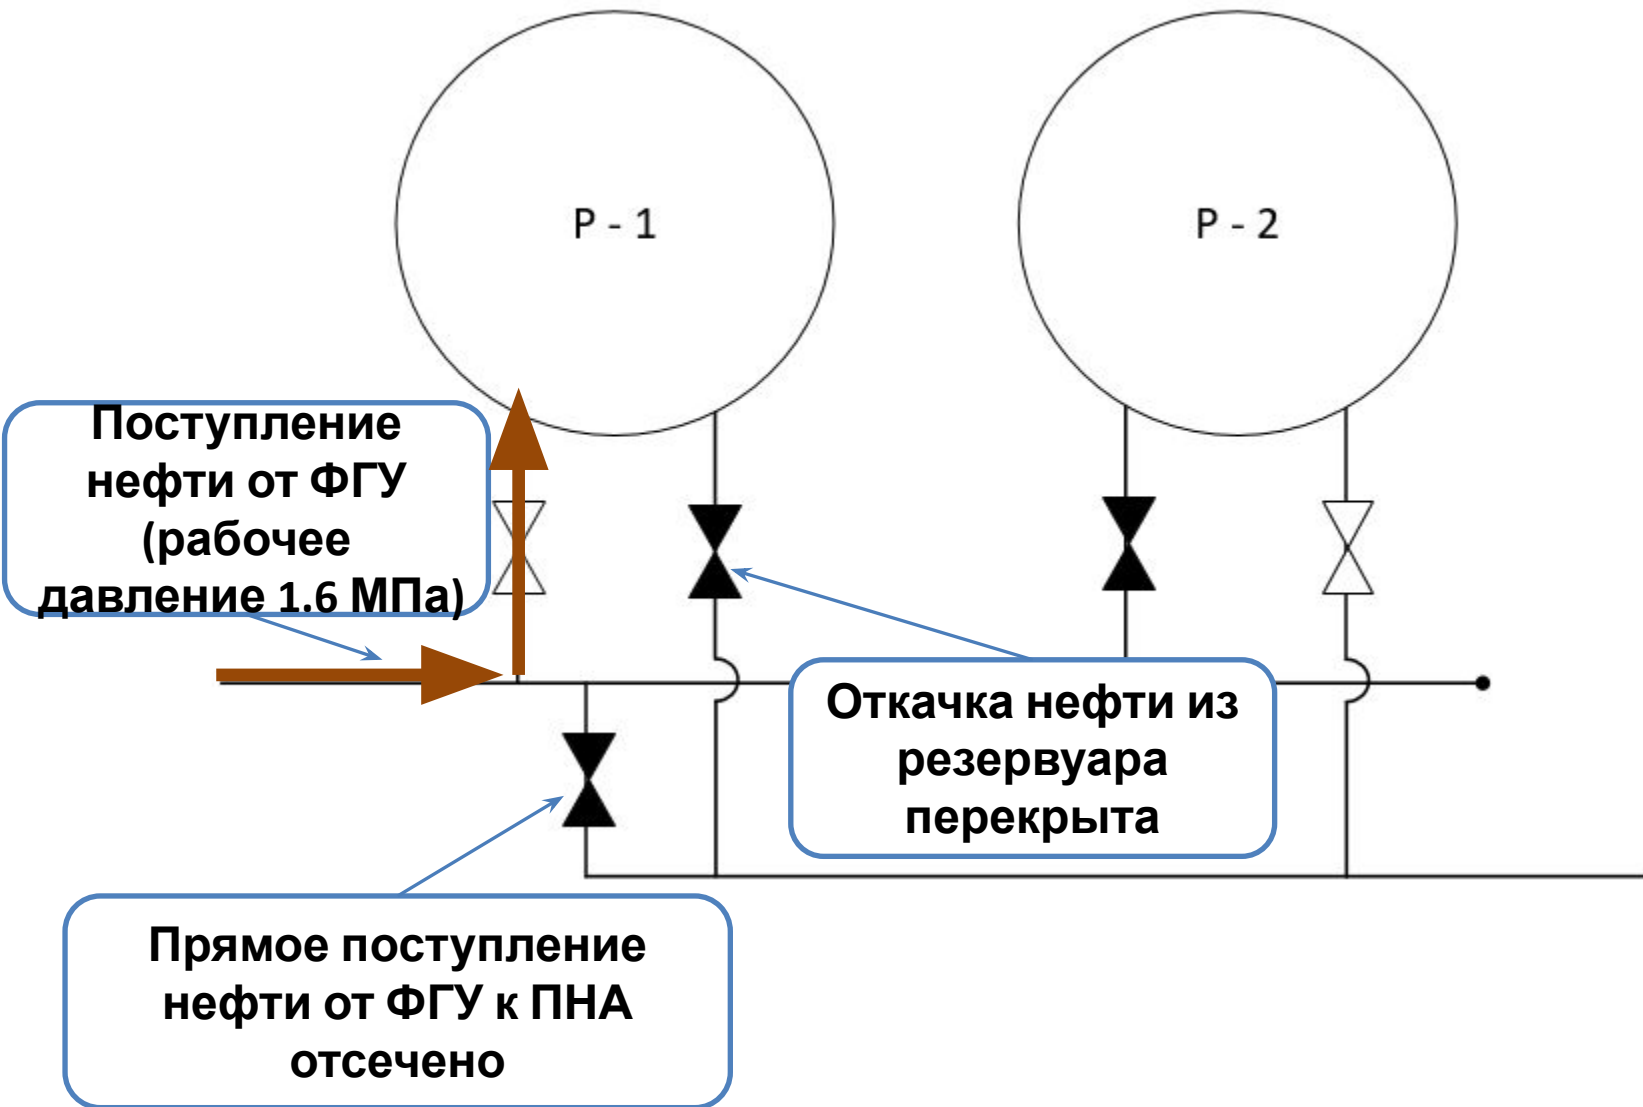 Р - 1
Р - 2
Поступление
нефти от ФГУ
(рабочее
давление 1.6 МПа)
Откачка нефти из
резервуара
перекрыта
Прямое поступление
нефти от ФГУ к ПНА
отсечено